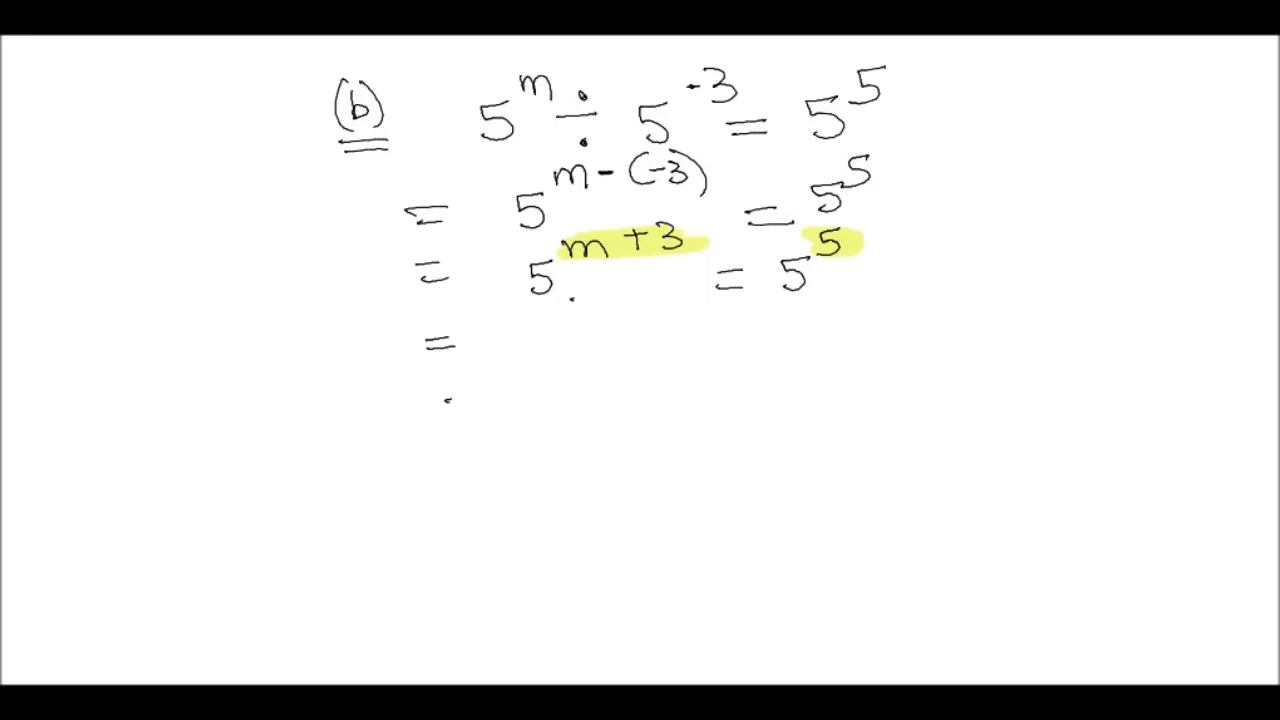 (b) 5^m ÷ 5^-3 = 5^5
= 5^m-(-3) = 5^5
= 5^m+3 = 5^5
=